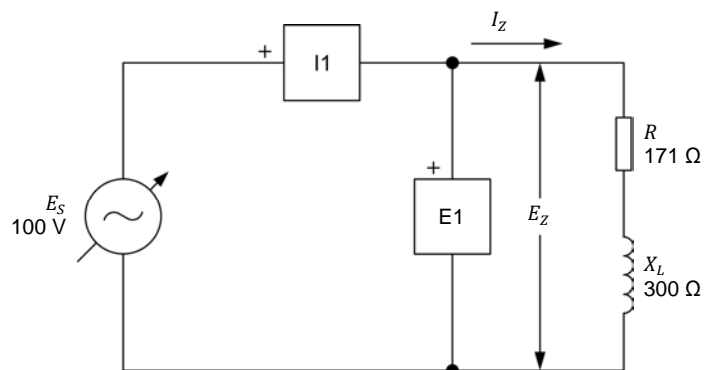 I_Z
+
I1
R
171 Ω
+
E_S
100 V
E1
E_Z
X_L
300 Ω